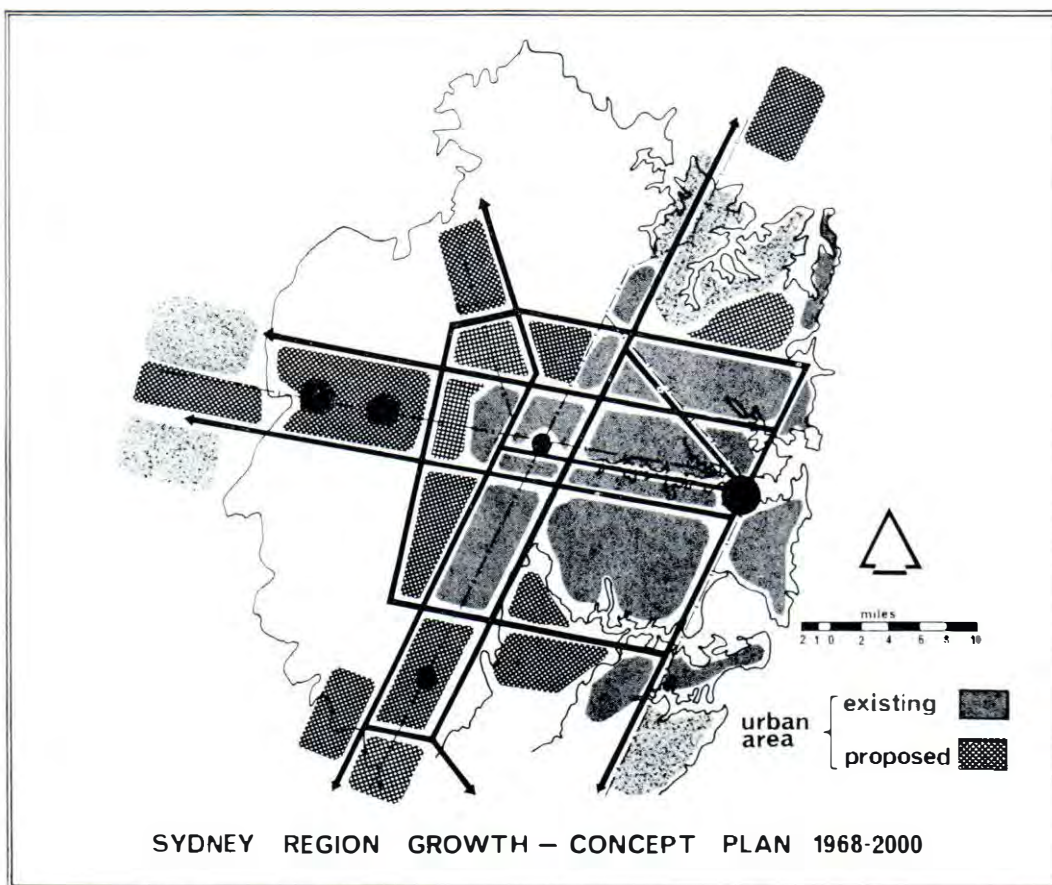 miles
2 1 0 2 4 6 8 10
urban
area
existing
proposed
SYDNEY REGION GROWTH – CONCEPT PLAN 1968-2000